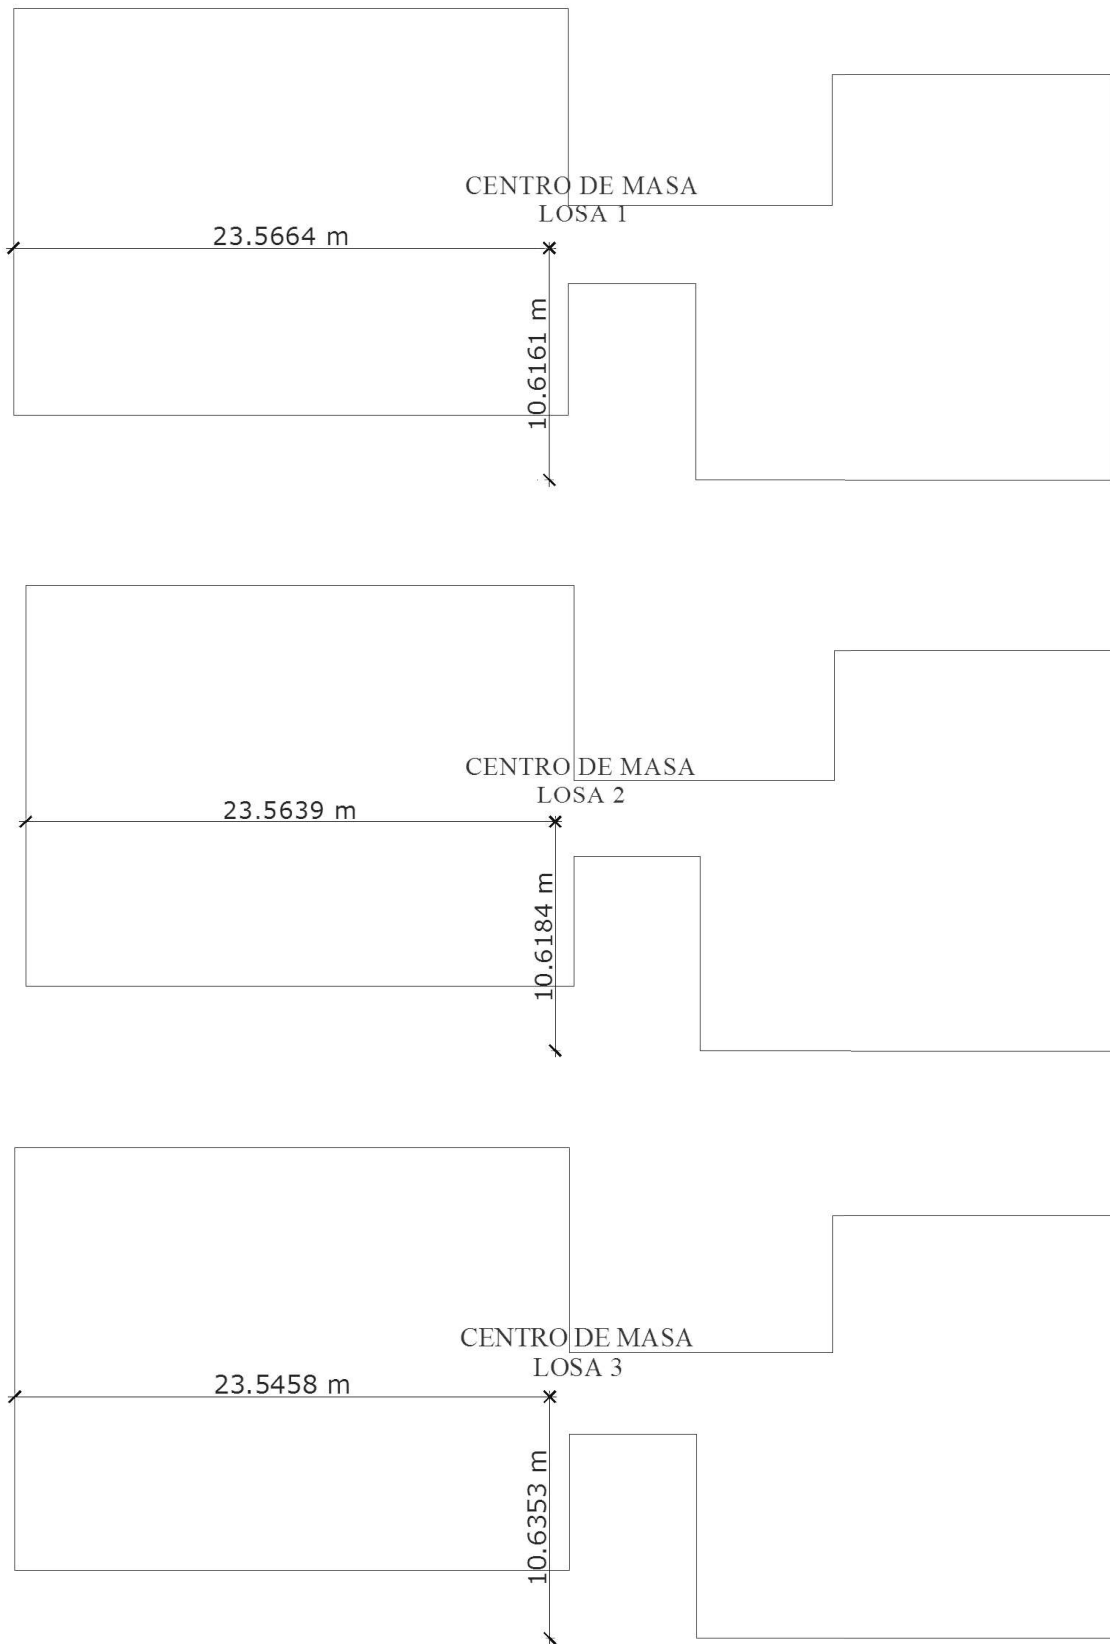 CENTRO DE MASA
LOSA 1
23.5664 m
10.6161 m
CENTRO DE MASA
LOSA 2
23.5639 m
10.6184 m
CENTRO DE MASA
LOSA 3
23.5458 m
10.6353 m